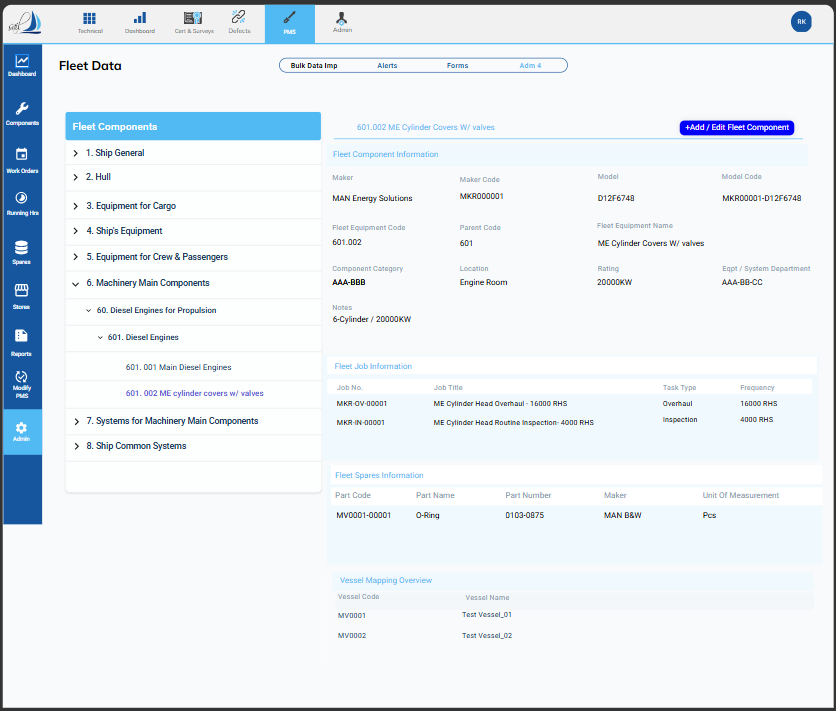 sail
Technical Dashboard Cert & Surveys Defects PMS Admin
RK
Fleet Data
Bulk Data Imp Alerts Forms Adm 4
Dashboard
Components
Work Orders
Running Hrs
Spares
Stores
Reports
Modify
PMS
Admin
Fleet Components
1. Ship General
2. Hull
3. Equipment for Cargo
4. Ship's Equipment
5. Equipment for Crew & Passengers
6. Machinery Main Components
60. Diesel Engines for Propulsion
601. Diesel Engines
601. 001 Main Diesel Engines
601. 002 ME cylinder covers w/ valves
7. Systems for Machinery Main Components
8. Ship Common Systems
601.002 ME Cylinder Covers W/ valves
+Add / Edit Fleet Component
Fleet Component Information
Maker Maker Code Model Model Code
MAN Energy Solutions MKR000001 D12F6748 MKR00001-D12F6748
Fleet Equipment Code Parent Code Fleet Equipment Name
601.002 601 ME Cylinder Covers W/ valves
Component Category Location Rating Eqpt / System Department
AAA-BBB Engine Room 20000KW AA-BB-CC
Notes
6-Cylinder / 20000KW
Fleet Job Information
Job No. Job Title Task Type Frequency
MKR-OV-00001 ME Cylinder Head Overhaul - 16000 RHS Overhaul 16000 RHS
MKR-IN-00001 ME Cylinder Head Routine Inspection- 4000 RHS Inspection 4000 RHS
Fleet Spares Information
Part Code Part Name Part Number Maker Unit Of Measurement
MV0001-00001 O-Ring 0103-0875 MAN B&W Pcs
Vessel Mapping Overview
Vessel Code Vessel Name
MV0001 Test Vessel_01
MV0002 Test Vessel_02